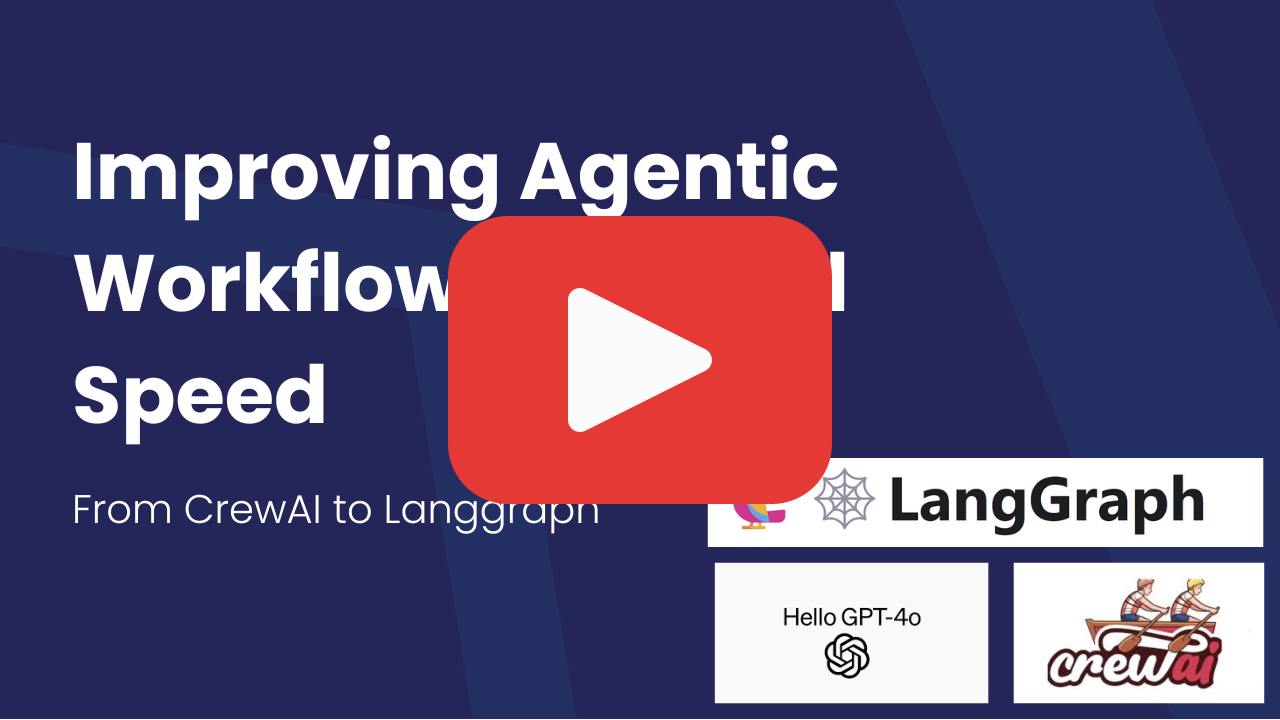 Improving Agentic
Workflow
Speed
From CrewAI to Langgraph
LangGraph
Hello GPT-4o
crewai